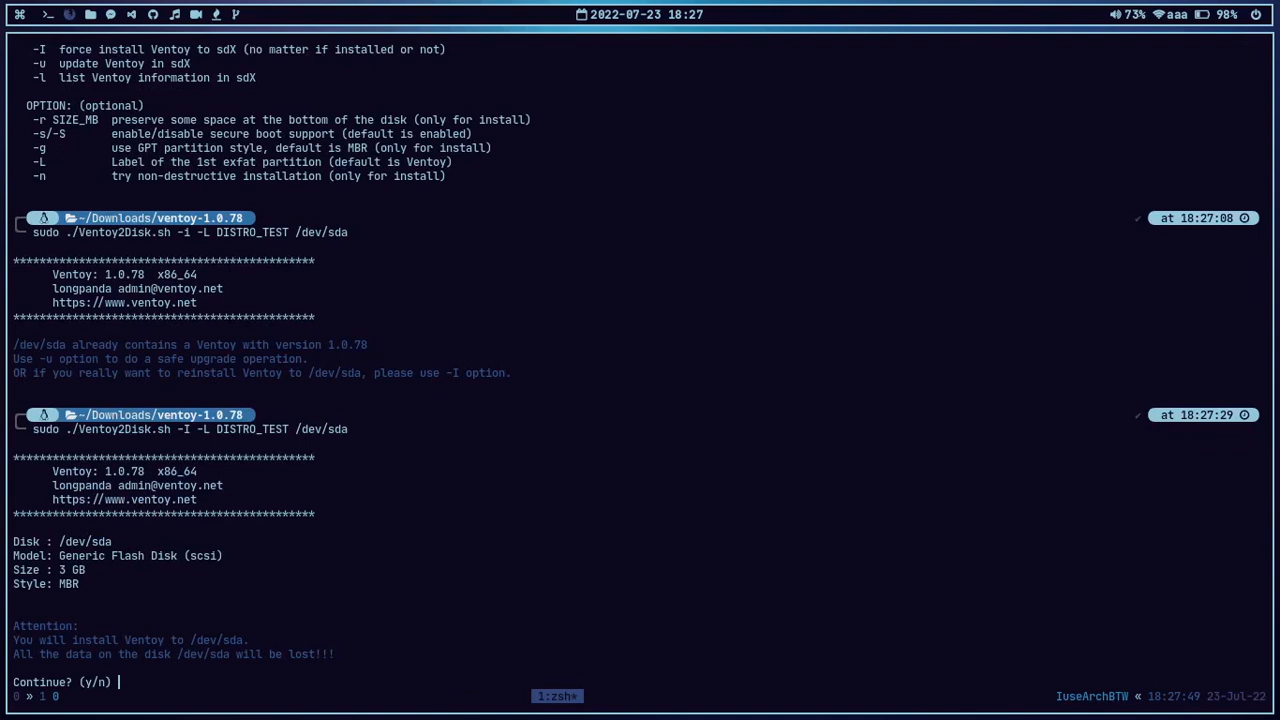 2022-07-23 18:27
73% aaa 98%
-I force install Ventoy to sdX (no matter if installed or not)
-u update Ventoy in sdX
-l list Ventoy information in sdX
OPTION: (optional)
-r SIZE_MB preserve some space at the bottom of the disk (only for install)
-s/-S enable/disable secure boot support (default is enabled)
-g use GPT partition style, default is MBR (only for install)
-L Label of the 1st exfat partition (default is Ventoy)
-n try non-destructive installation (only for install)
~/Downloads/ventoy-1.0.78 ✓ at 18:27:08
sudo ./Ventoy2Disk.sh -i -L DISTRO_TEST /dev/sda
**********************************************
Ventoy: 1.0.78 x86_64
longpanda admin@ventoy.net
https://www.ventoy.net
**********************************************
/dev/sda already contains a Ventoy with version 1.0.78
Use -u option to do a safe upgrade operation.
OR if you really want to reinstall Ventoy to /dev/sda, please use -I option.
~/Downloads/ventoy-1.0.78 ✓ at 18:27:29
sudo ./Ventoy2Disk.sh -I -L DISTRO_TEST /dev/sda
**********************************************
Ventoy: 1.0.78 x86_64
longpanda admin@ventoy.net
https://www.ventoy.net
**********************************************
Disk : /dev/sda
Model: Generic Flash Disk (scsi)
Size : 3 GB
Style: MBR
Attention:
You will install Ventoy to /dev/sda.
All the data on the disk /dev/sda will be lost!!!
Continue? (y/n)
0 » 1 0 1:zsh* IuseArchBTW « 18:27:49 23-Jul-22